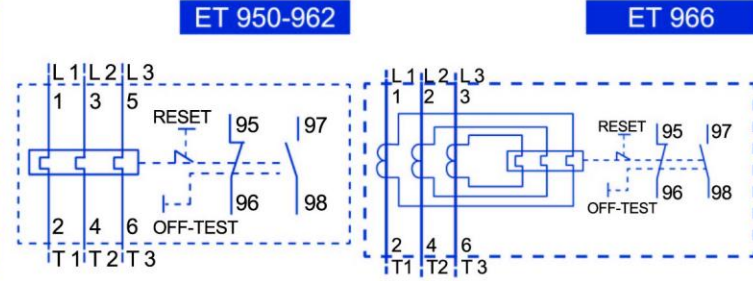 ET 950-962
L 1 L 2 L 3
1 3 5
RESET
95 97
96 98
OFF-TEST
2 4 6
T 1 T 2 T 3
ET 966
L 1 L 2 L 3
1 2 3
RESET
95 97
96 98
OFF-TEST
2 4 6
T1 T2 T 3